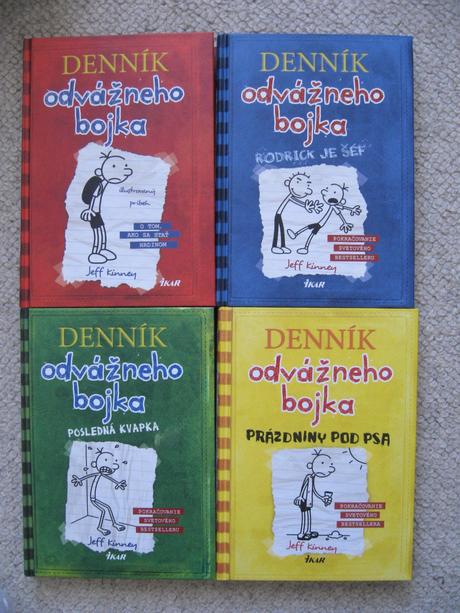 DENNÍK
odvážneho
bojka
ilustrovaný
príbeh
O TOM,
AKO SA STAŤ
HRDINOM
Jeff Kinney
IKAR
DENNÍK
odvážneho
bojka
RODRICK JE ŠÉF
POKRAČOVANIE
SVETOVÉHO
BESTSELLERU
Jeff Kinney
IKAR
DENNÍK
odvážneho
bojka
POSLEDNÁ KVAPKA
POKRAČOVANIE
SVETOVÉHO
BESTSELLERU
Jeff Kinney
IKAR
DENNÍK
odvážneho
bojka
PRÁZDNINY POD PSA
POKRAČOVANIE
SVETOVÉHO
BESTSELLERA
Jeff Kinney
IKAR